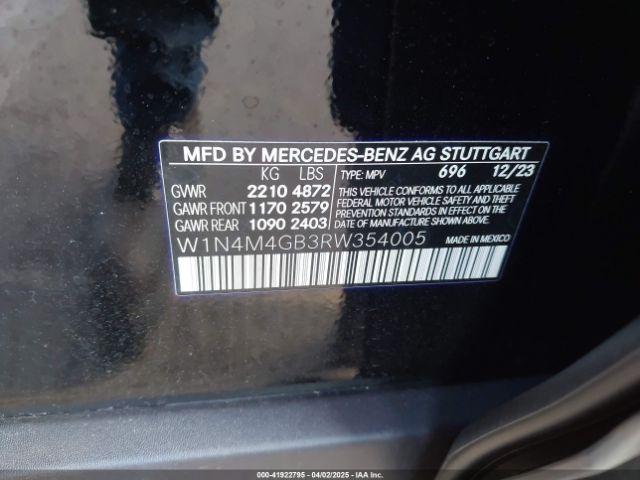 MFD BY MERCEDES-BENZ AG STUTTGART
KG LBS TYPE: MPV 696 12/23
GVWR 2210 4872
GAWR FRONT 1170 2579
GAWR REAR 1090 2403
THIS VEHICLE CONFORMS TO ALL APPLICABLE
FEDERAL MOTOR VEHICLE SAFETY AND THEFT
PREVENTION STANDARDS IN EFFECT ON THE
DATE OF MANUFACTURE SHOWN ABOVE.
W1N4M4GB3RW354005 MADE IN MEXICO
000-41922795 - 04/02/2025 - IAAI.COM